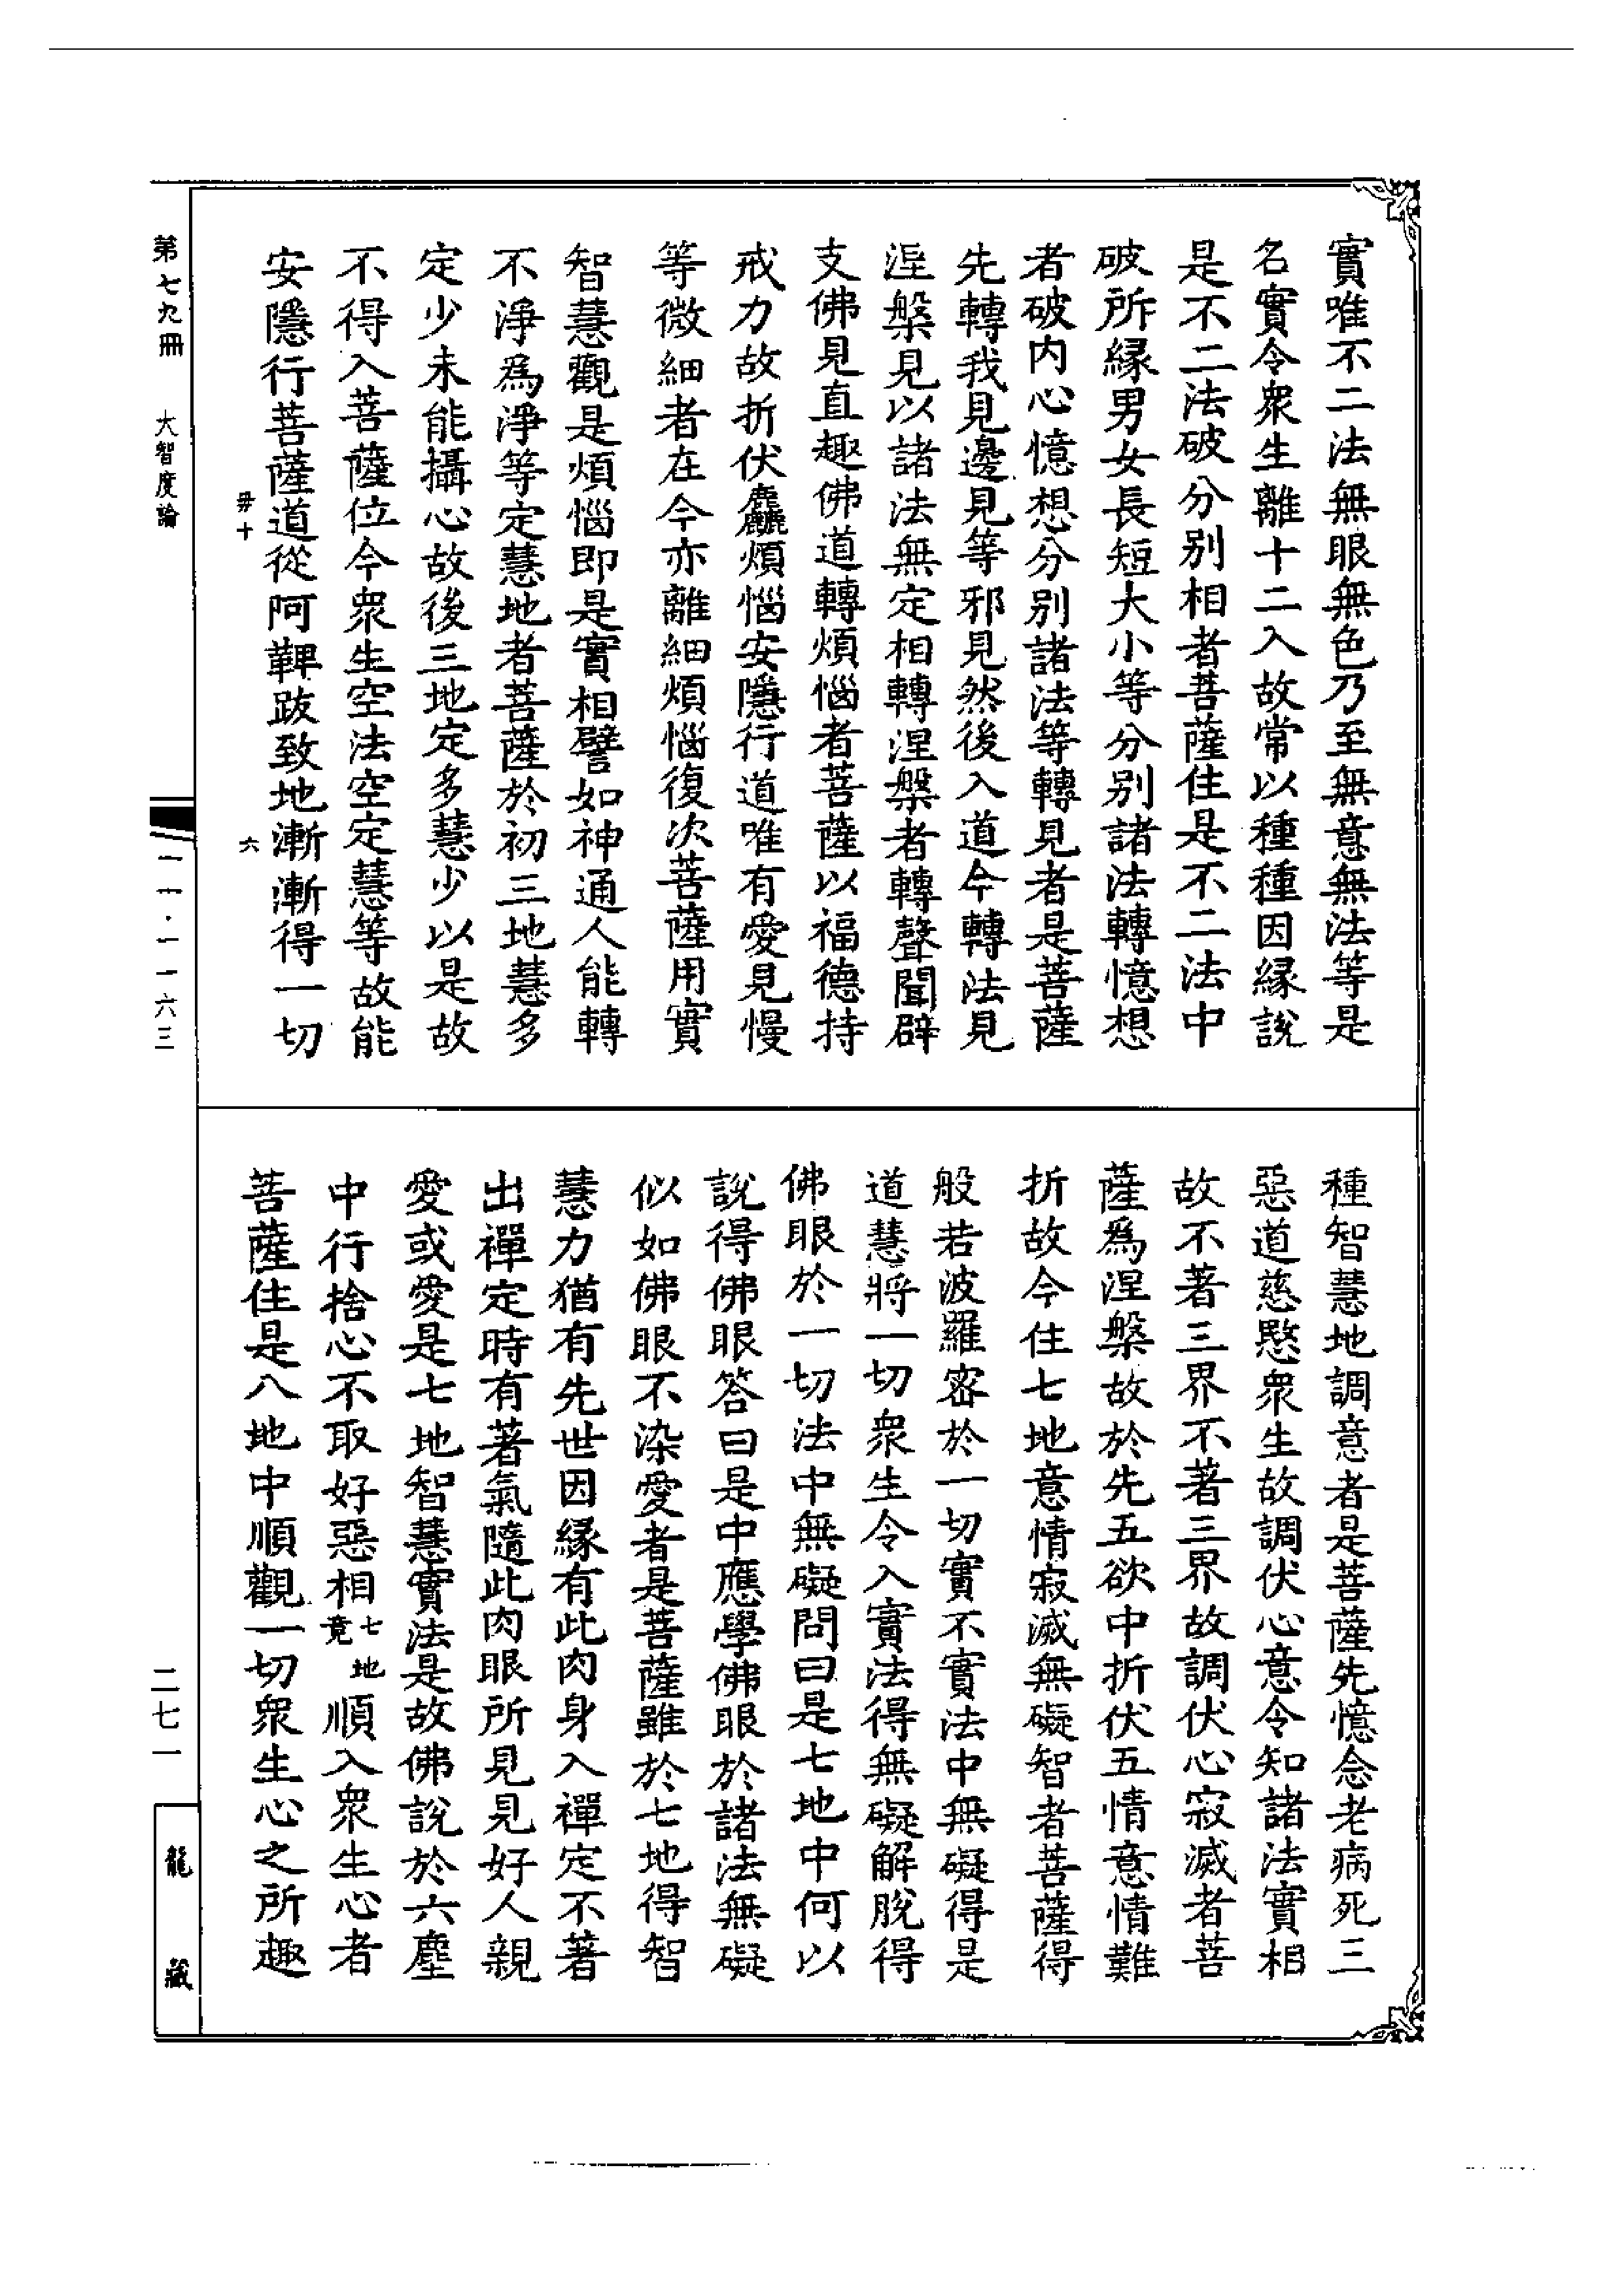 實唯不二法無眼無色乃至無意無法等是
名實令衆生離十二入故常以種種因縁說
是不二法破分别相者菩薩住是不二法中
破所縁男女長短大小等分别諸法轉憶想
者破内心憶想分别諸法等轉見者是菩薩
先轉我見邊見等邪見然後入道今轉法見
涅槃見以諸法無定相轉涅槃者轉聲聞辟
支佛見直趣佛道轉煩惱者菩薩以福德持
戒力故折伏麤煩惱安隱行道唯有愛見慢
等微細者在今亦離細煩惱復次菩薩用實
智慧觀是煩惱即是實相譬如神通人能轉
不淨爲淨等定慧地者菩薩於初三地慧多
定少未能攝心故後三地定多慧少以是故
不得入菩薩位今衆生空法空定慧等故能
安隱行菩薩道從阿鞞跋致地漸漸得一切
種智慧地調意者是菩薩先憶念老病死三
惡道慈愍衆生故調伏心意令知諸法實相
故不著三界不著三界故調伏心寂滅者菩
薩爲涅槃故於先五欲中折伏五情意情難
折故今住七地意情寂滅無礙智者菩薩得
般若波羅密於一切實不實法中無礙得是
道慧將一切衆生令入實法得無礙解脫得
佛眼於一切法中無礙問曰是七地中何以
說得佛眼答曰是中應學佛眼於諸法無礙
似如佛眼不染愛者是菩薩雖於七地得智
慧力猶有先世因縁有此肉身入禪定不著
出禪定時有著氣隨此肉眼所見見好人親
愛或愛是七地智慧實法是故佛說於六塵
中行捨心不取好惡相七地竟順入衆生心者
菩薩住是八地中順觀一切衆生心之所趣
第七九冊
大智度論
毋十
六
一一一·一一六三
二七一
龍藏